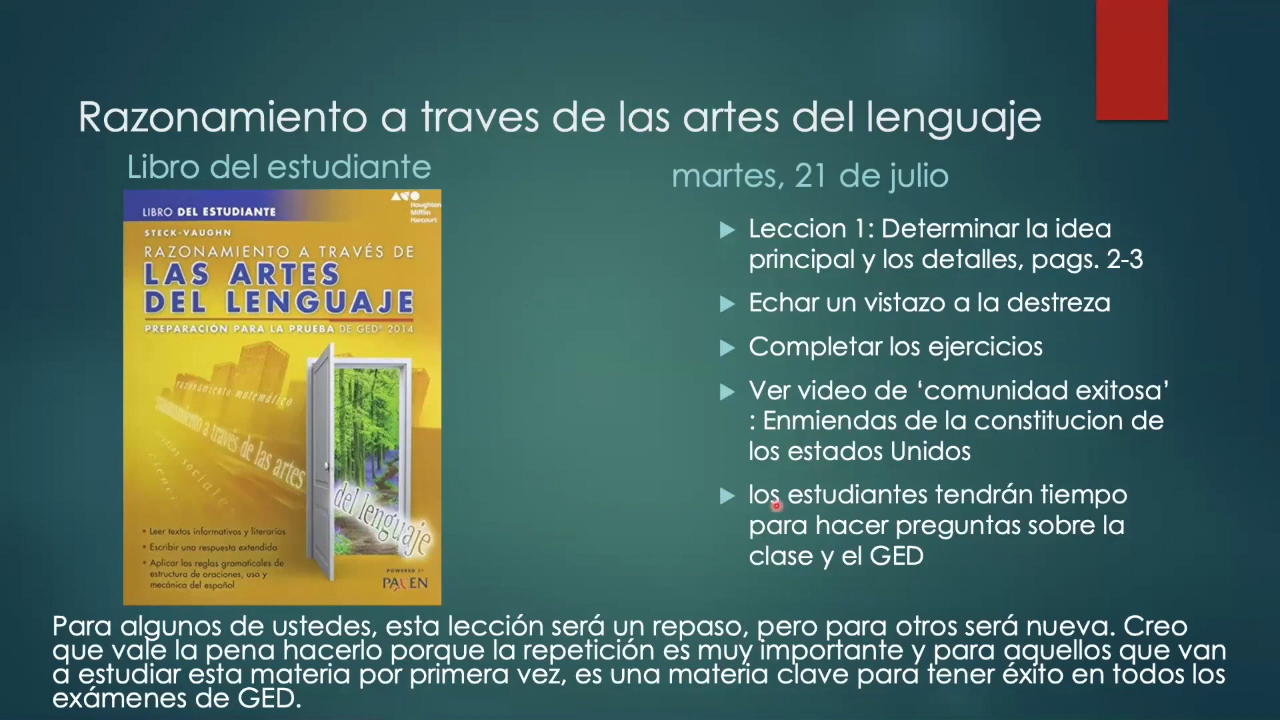 Razonamiento a traves de las artes del lenguaje
Libro del estudiante
martes, 21 de julio
Houghton
Mifflin
Harcourt
LIBRO DEL ESTUDIANTE
STECK-VAUGHN
RAZONAMIENTO A TRAVÉS DE
LAS ARTES
DEL LENGUAJE
PREPARACIÓN PARA LA PRUEBA DE GED® 2014
razonamiento matemático
razonamiento a través de las artes
del lenguaje
sociales
• Leer textos informativos y literarios
• Escribir una respuesta extendida
• Aplicar las reglas gramaticales de
estructura de oraciones, uso y
mecánica del español
POWERED BY
PAXEN
Leccion 1: Determinar la idea
principal y los detalles, pags. 2-3
Echar un vistazo a la destreza
Completar los ejercicios
Ver video de ‘comunidad exitosa’
: Enmiendas de la constitucion de
los estados Unidos
los estudiantes tendrán tiempo
para hacer preguntas sobre la
clase y el GED
Para algunos de ustedes, esta lección será un repaso, pero para otros será nueva. Creo
que vale la pena hacerlo porque la repetición es muy importante y para aquellos que van
a estudiar esta materia por primera vez, es una materia clave para tener éxito en todos los
exámenes de GED.